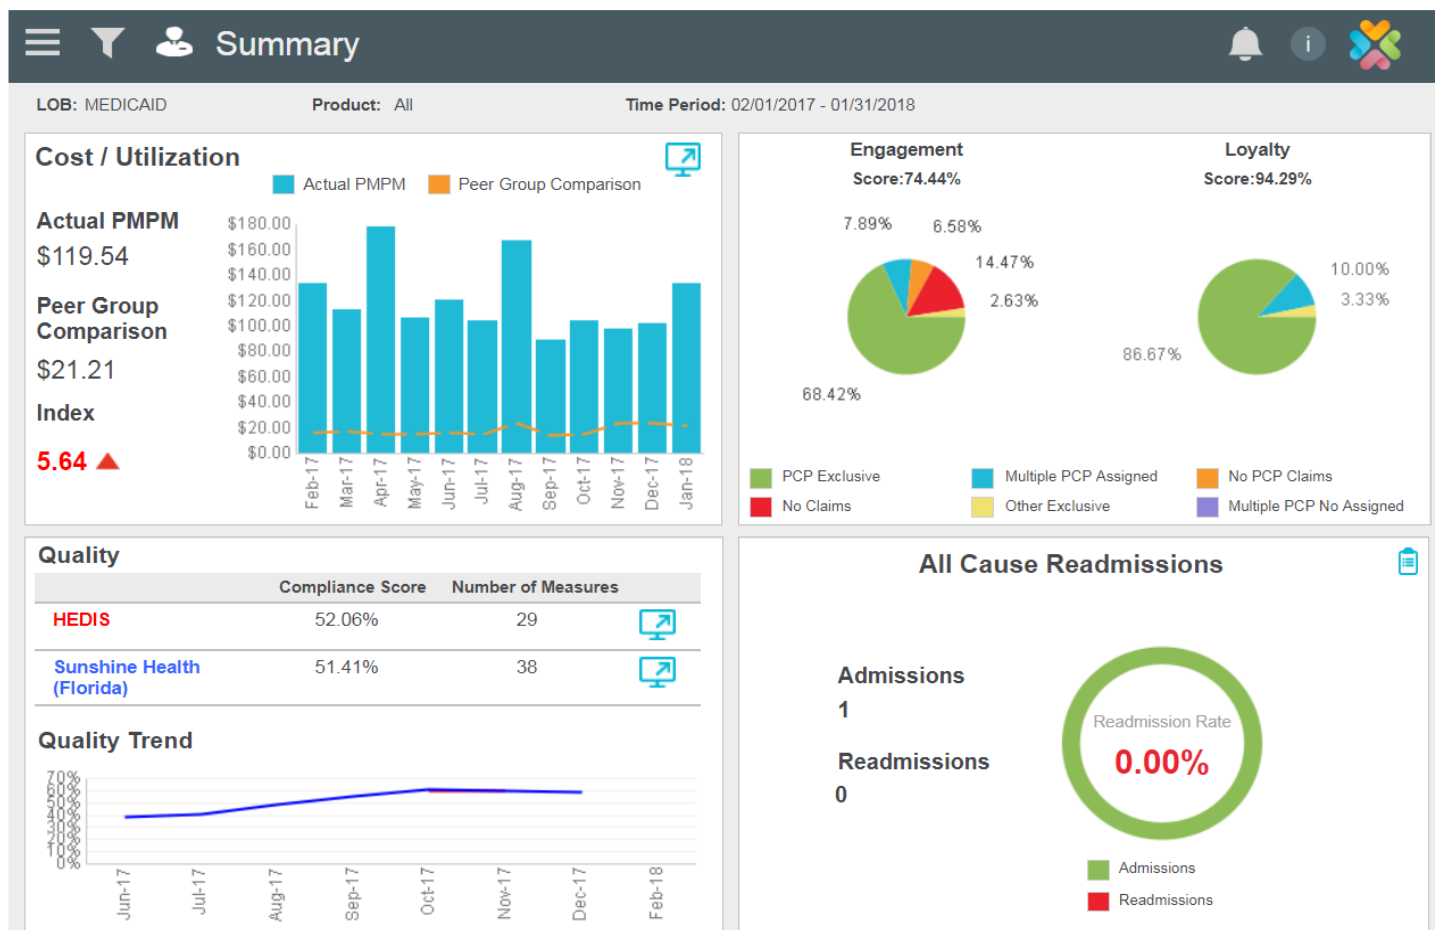 Summary
i
LOB: MEDICAID Product: All Time Period: 02/01/2017 - 01/31/2018
Cost / Utilization
Actual PMPM Peer Group Comparison
Actual PMPM
$119.54
Peer Group
Comparison
$21.21
Index
5.64
$180.00
$160.00
$140.00
$120.00
$100.00
$80.00
$60.00
$40.00
$20.00
$0.00
Feb-17 Mar-17 Apr-17 May-17 Jun-17 Jul-17 Aug-17 Sep-17 Oct-17 Nov-17 Dec-17 Jan-18
Engagement
Score:74.44%
7.89% 6.58%
14.47%
2.63%
68.42%
Loyalty
Score:94.29%
10.00%
3.33%
86.67%
PCP Exclusive Multiple PCP Assigned No PCP Claims
No Claims Other Exclusive Multiple PCP No Assigned
Quality
Compliance Score Number of Measures
HEDIS 52.06% 29
Sunshine Health 51.41% 38
(Florida)
Quality Trend
70%
60%
50%
40%
30%
20%
10%
0%
Jun-17 Jul-17 Aug-17 Sep-17 Oct-17 Nov-17 Dec-17 Feb-18
All Cause Readmissions
Admissions
1
Readmissions
0
Readmission Rate
0.00%
Admissions
Readmissions